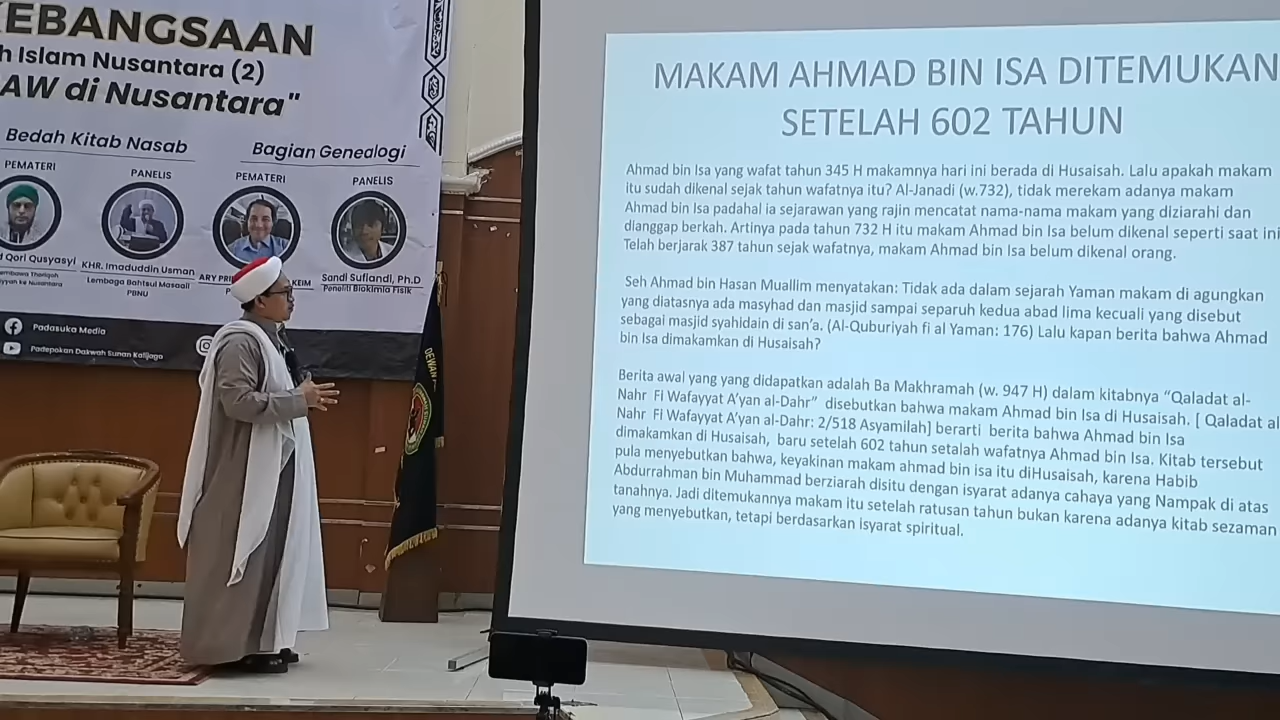 KEBANGSAAN
h Islam Nusantara (2)
AW di Nusantara"
Bedah Kitab Nasab
Bagian Genealogi
PEMATERI
PANELIS
PEMATERI
PANELIS
d Qori Qusyasyi
KHR. Imaduddin Usman
Lembaga Bahtsul Masaail
PBNU
ARY PRI
KEIM
Sandi Sufiandi, Ph.D
Peneliti Biokimia Fisik
Padasuka Media
Padepokan Dakwah Sunan Kalijaga
DEWAN
MAKAM AHMAD BIN ISA DITEMUKAN
SETELAH 602 TAHUN
Ahmad bin Isa yang wafat tahun 345 H makamnya hari ini berada di Husaisah. Lalu apakah makam
itu sudah dikenal sejak tahun wafatnya itu? Al-Janadi (w.732), tidak merekam adanya makam
Ahmad bin Isa padahal ia sejarawan yang rajin mencatat nama-nama makam yang diziarahi dan
dianggap berkah. Artinya pada tahun 732 H itu makam Ahmad bin Isa belum dikenal seperti saat ini
Telah berjarak 387 tahun sejak wafatnya, makam Ahmad bin Isa belum dikenal orang.
Seh Ahmad bin Hasan Muallim menyatakan: Tidak ada dalam sejarah Yaman makam di agungkan
yang diatasnya ada masyhad dan masjid sampai separuh kedua abad lima kecuali yang disebut
sebagai masjid syahidain di san'a. (Al-Quburiyah fi al Yaman: 176) Lalu kapan berita bahwa Ahmad
bin Isa dimakamkan di Husaisah?
Berita awal yang yang didapatkan adalah Ba Makhramah (w. 947 H) dalam kitabnya "Qaladat al-
Nahr Fi Wafayyat A'yan al-Dahr" disebutkan bahwa makam Ahmad bin Isa di Husaisah. [ Qaladat al
Nahr Fi Wafayyat A'yan al-Dahr: 2/518 Asyamilah] berarti berita bahwa Ahmad bin Isa
dimakamkan di Husaisah, baru setelah 602 tahun setalah wafatnya Ahmad bin Isa. Kitab tersebut
pula menyebutkan bahwa, keyakinan makam ahmad bin isa itu diHusaisah, karena Habib
Abdurrahman bin Muhammad berziarah disitu dengan isyarat adanya cahaya yang Nampak di atas
tanahnya. Jadi ditemukannya makam itu setelah ratusan tahun bukan karena adanya kitab sezaman
yang menyebutkan, tetapi berdasarkan isyarat spiritual.